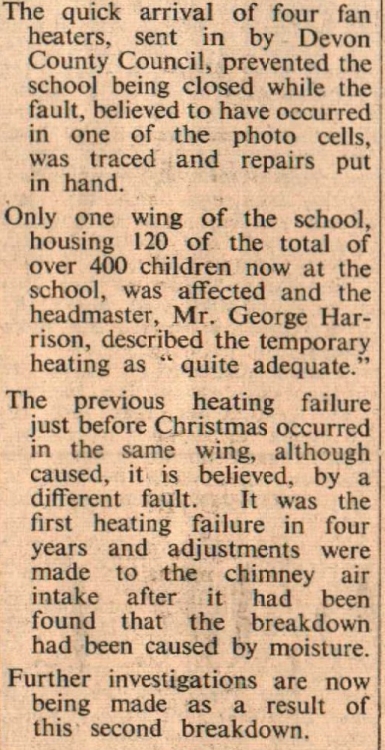 The quick arrival of four fan
heaters, sent in by Devon
County Council, prevented the
school being closed while the
fault, believed to have occurred
in one of the photo cells,
was traced and repairs put
in hand.
Only one wing of the school,
housing 120 of the total of
over 400 children now at the
school, was affected and the
headmaster, Mr. George Har-
rison, described the temporary
heating as “ quite adequate.”
The previous heating failure
just before Christmas occurred
in the same wing, although
caused, it is believed, by a
different fault. It was the
first heating failure in four
years and adjustments were
made to the chimney air
intake after it had been
found that the breakdown
had been caused by moisture.
Further investigations are now
being made as a result of
this second breakdown.